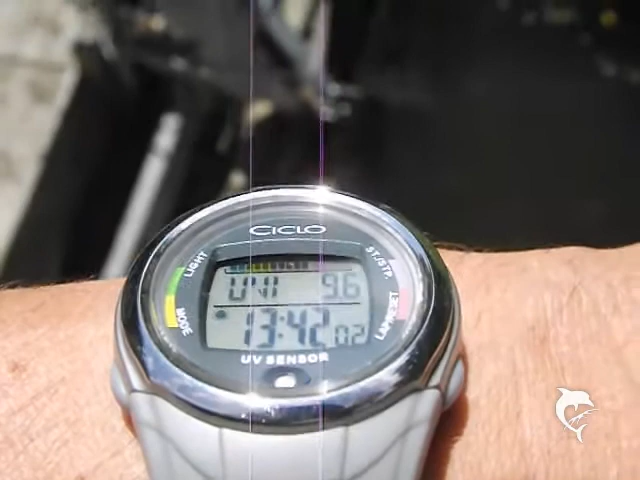 CICLO
LIGHT
ST./STP.
UVI 9.6
MODE
LAP/RESET
13:42 02
UV SENSOR